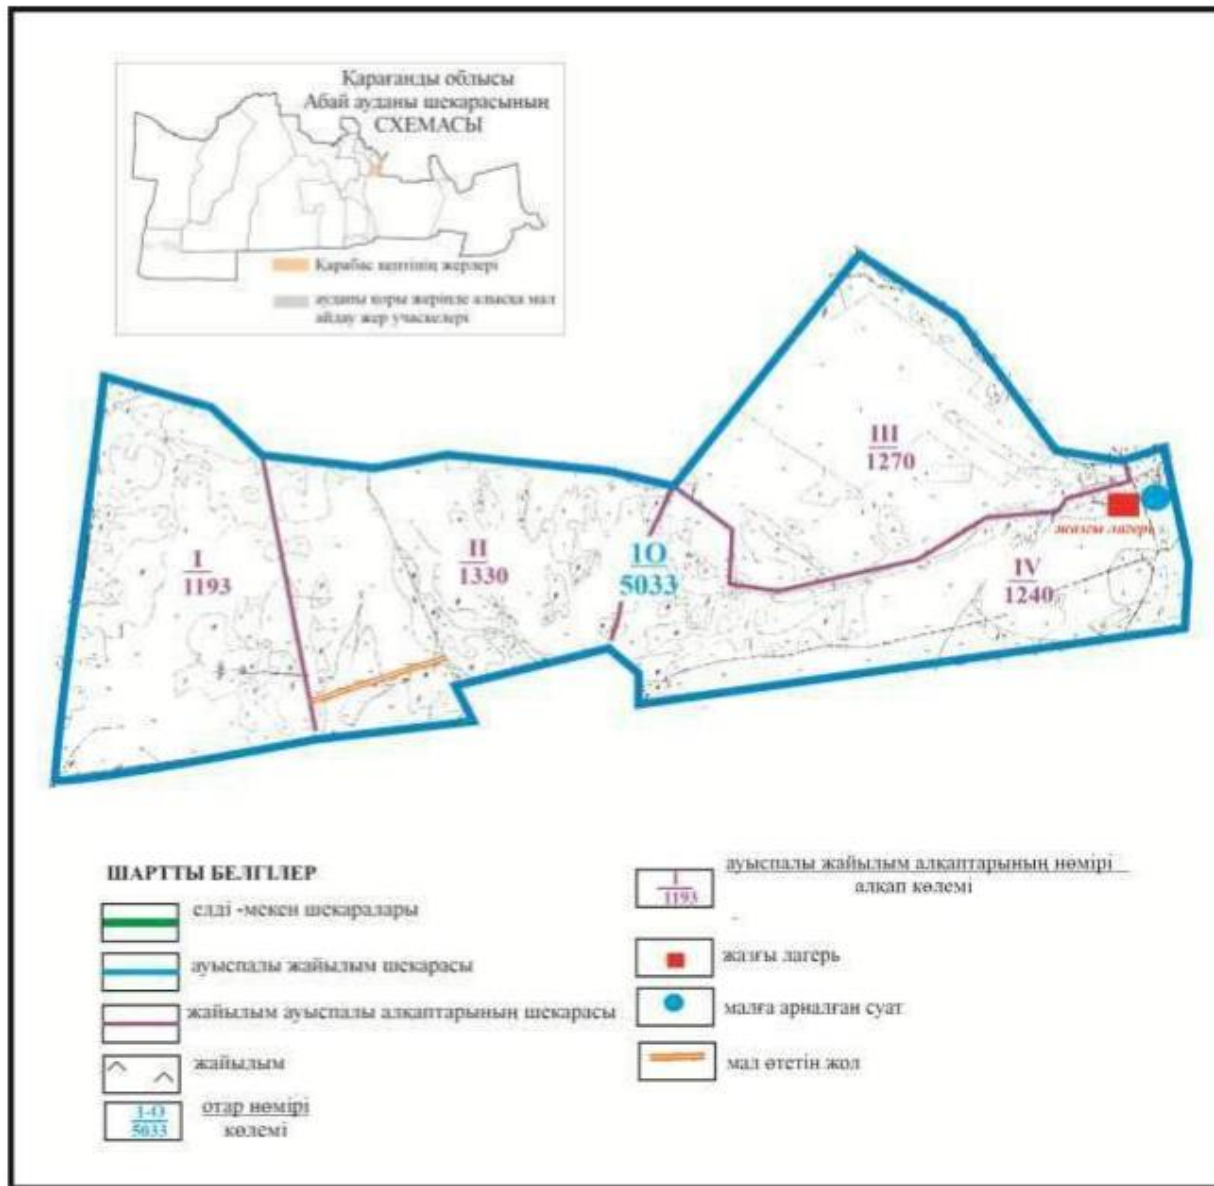 Қарағанды облысы
Абай ауданы шекарасының
СХЕМАСЫ
Қарабас кентінің жерлері
ауданы қоры жерінде алысқа мал
айдау жер учаскелері
I
1193
II
1330
1О
5033
III
1270
IV
1240
жазғы лагерь
ШАРТТЫ БЕЛГІЛЕР
елді -мекен шекаралары
ауыспалы жайылым шекарасы
жайылым ауыспалы алқаптарының шекарасы
жайылым
1-О
5033
отар нөмірі
көлемі
I
1193
ауыспалы жайылым алқаптарының нөмірі
алқап көлемі
жазғы лагерь
малға арналған суат
мал өтетін жол